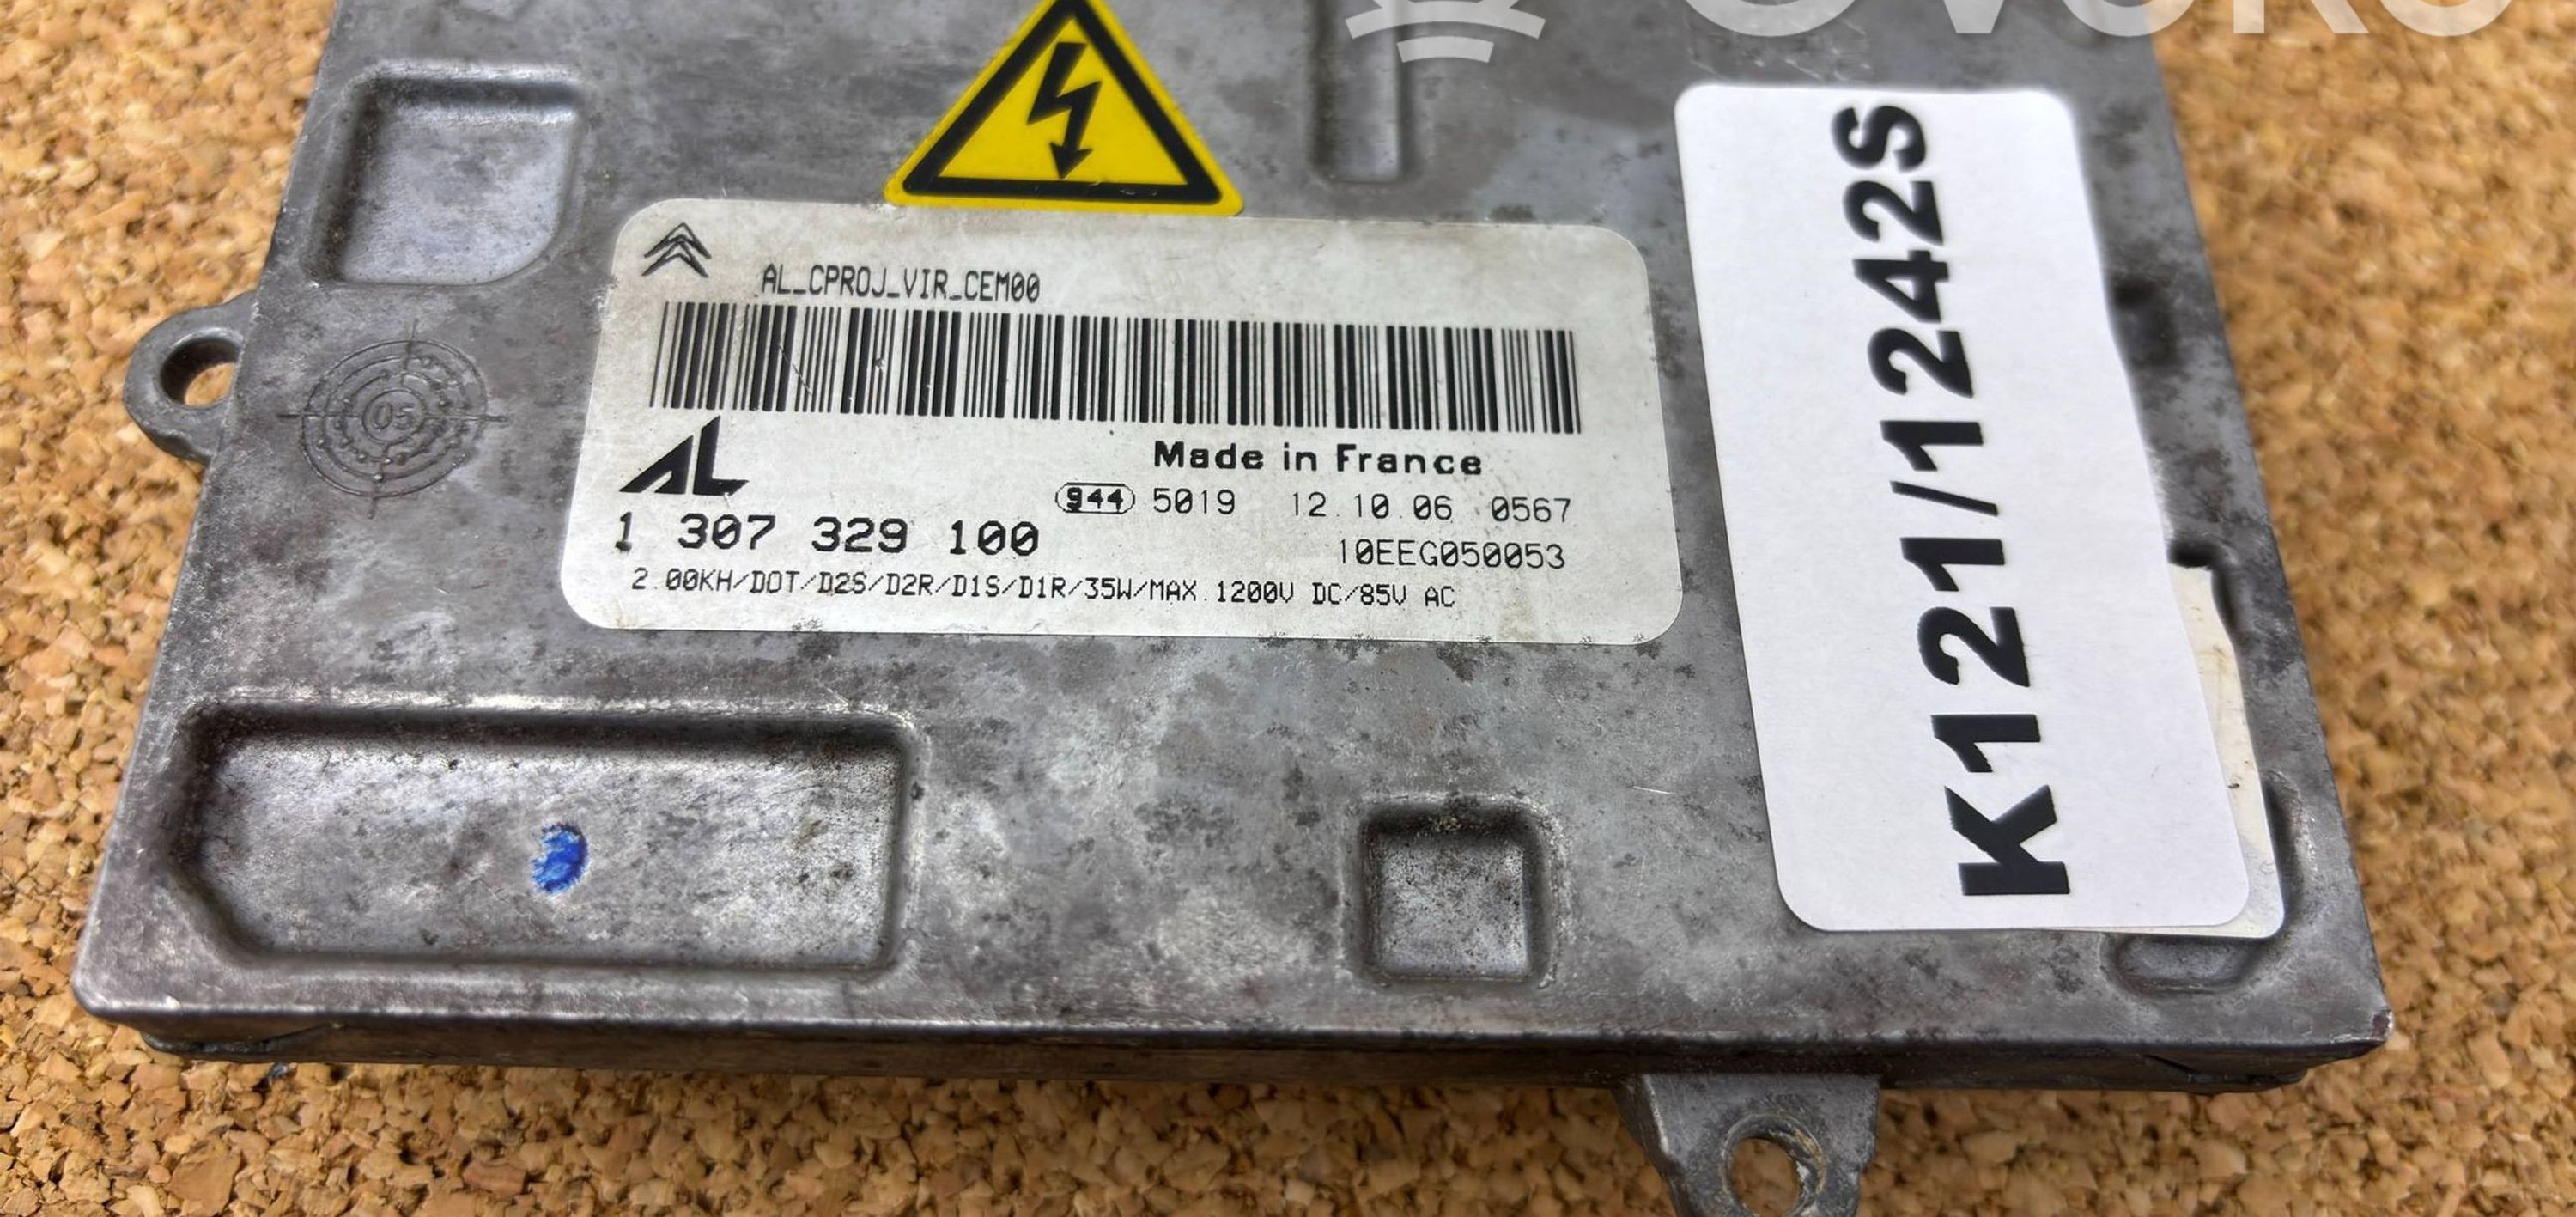 AL_CPROJ_VIR_CEM00
AL
Made in France
944 5019 12.10.06 0567
1 307 329 100
10EEG050053
2.00KH/DOT/D2S/D2R/D1S/D1R/35W/MAX.1200V DC/85V AC
K121/1242S
05